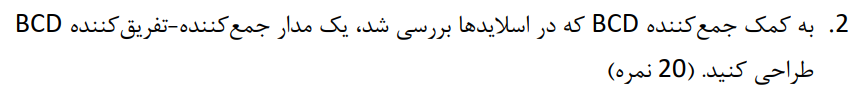 2. به کمک جمع‌کننده BCD که در اسلایدها بررسی شد، یک مدار جمع‌کننده-تفریق‌کننده BCD
طراحی کنید. (20 نمره)